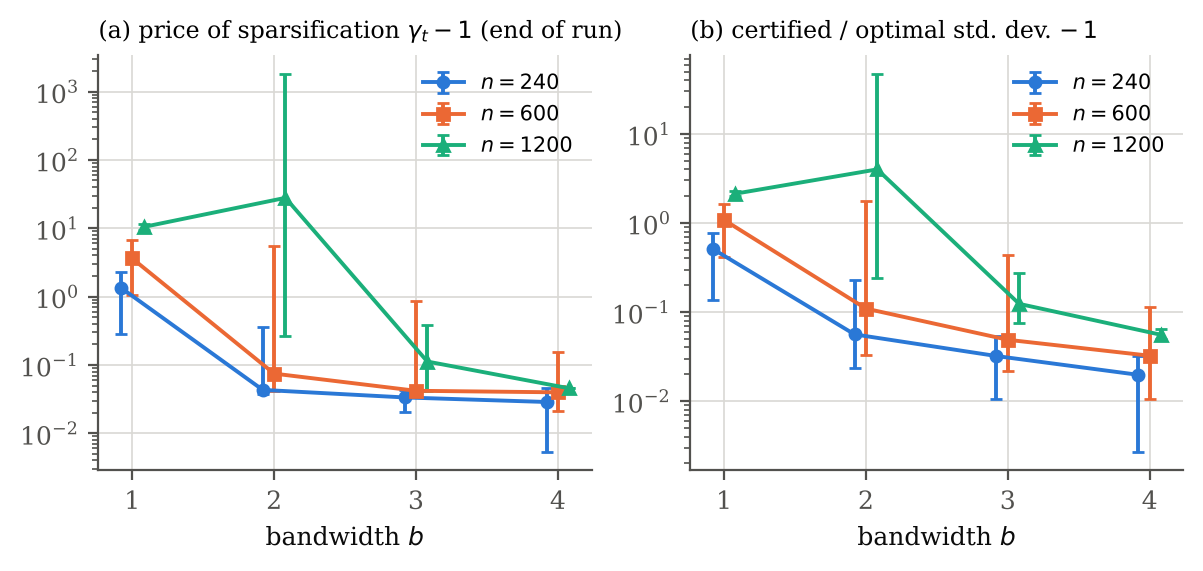 (a) price of sparsification γ_t − 1 (end of run)
n = 240
n = 600
n = 1200
10^3
10^2
10^1
10^0
10^−1
10^−2
1 2 3 4
bandwidth b
(b) certified / optimal std. dev. − 1
n = 240
n = 600
n = 1200
10^1
10^0
10^−1
10^−2
1 2 3 4
bandwidth b